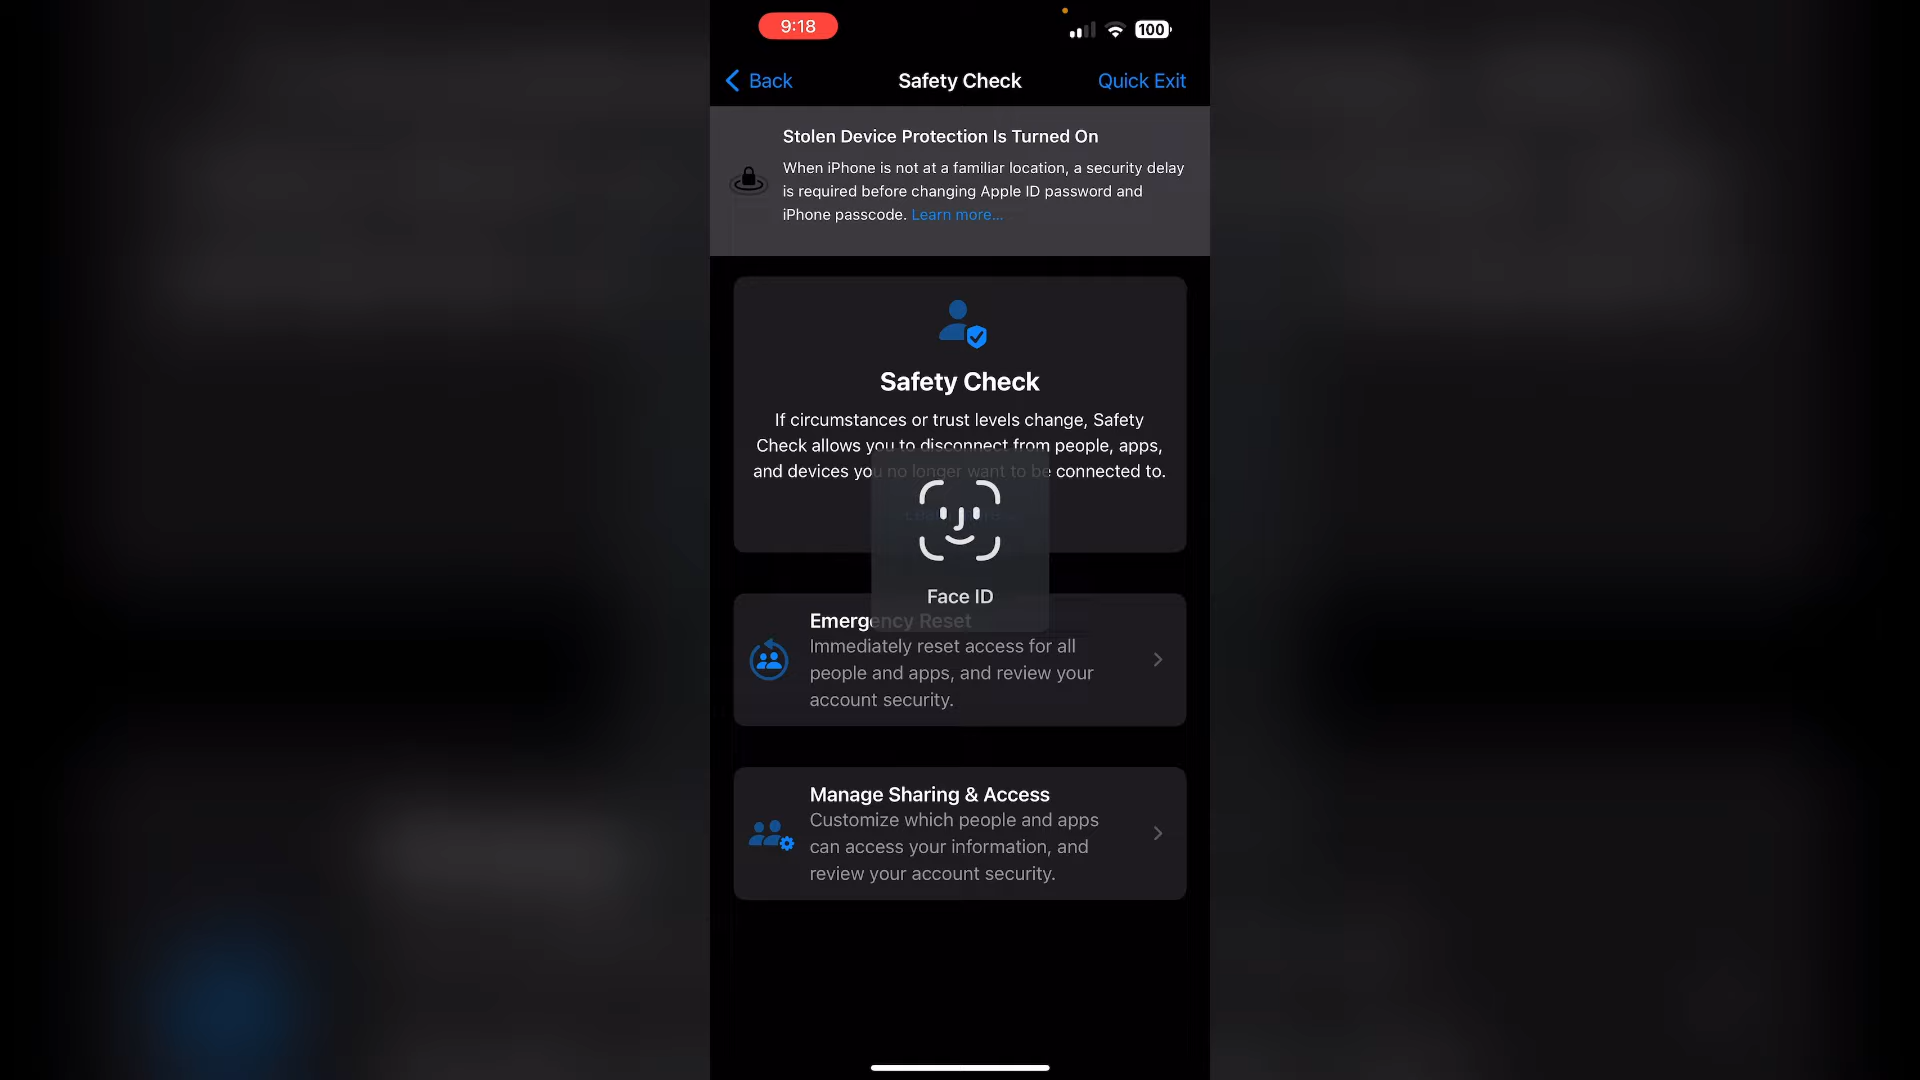 9:18
100
Back
Safety Check
Quick Exit
Stolen Device Protection Is Turned On
When iPhone is not at a familiar location, a security delay
is required before changing Apple ID password and
iPhone passcode. Learn more...
Safety Check
If circumstances or trust levels change, Safety
Check allows you to disconnect from people, apps,
and devices you no longer want to be connected to.
Face ID
Emergency Reset
Immediately reset access for all
people and apps, and review your
account security.
Manage Sharing & Access
Customize which people and apps
can access your information, and
review your account security.